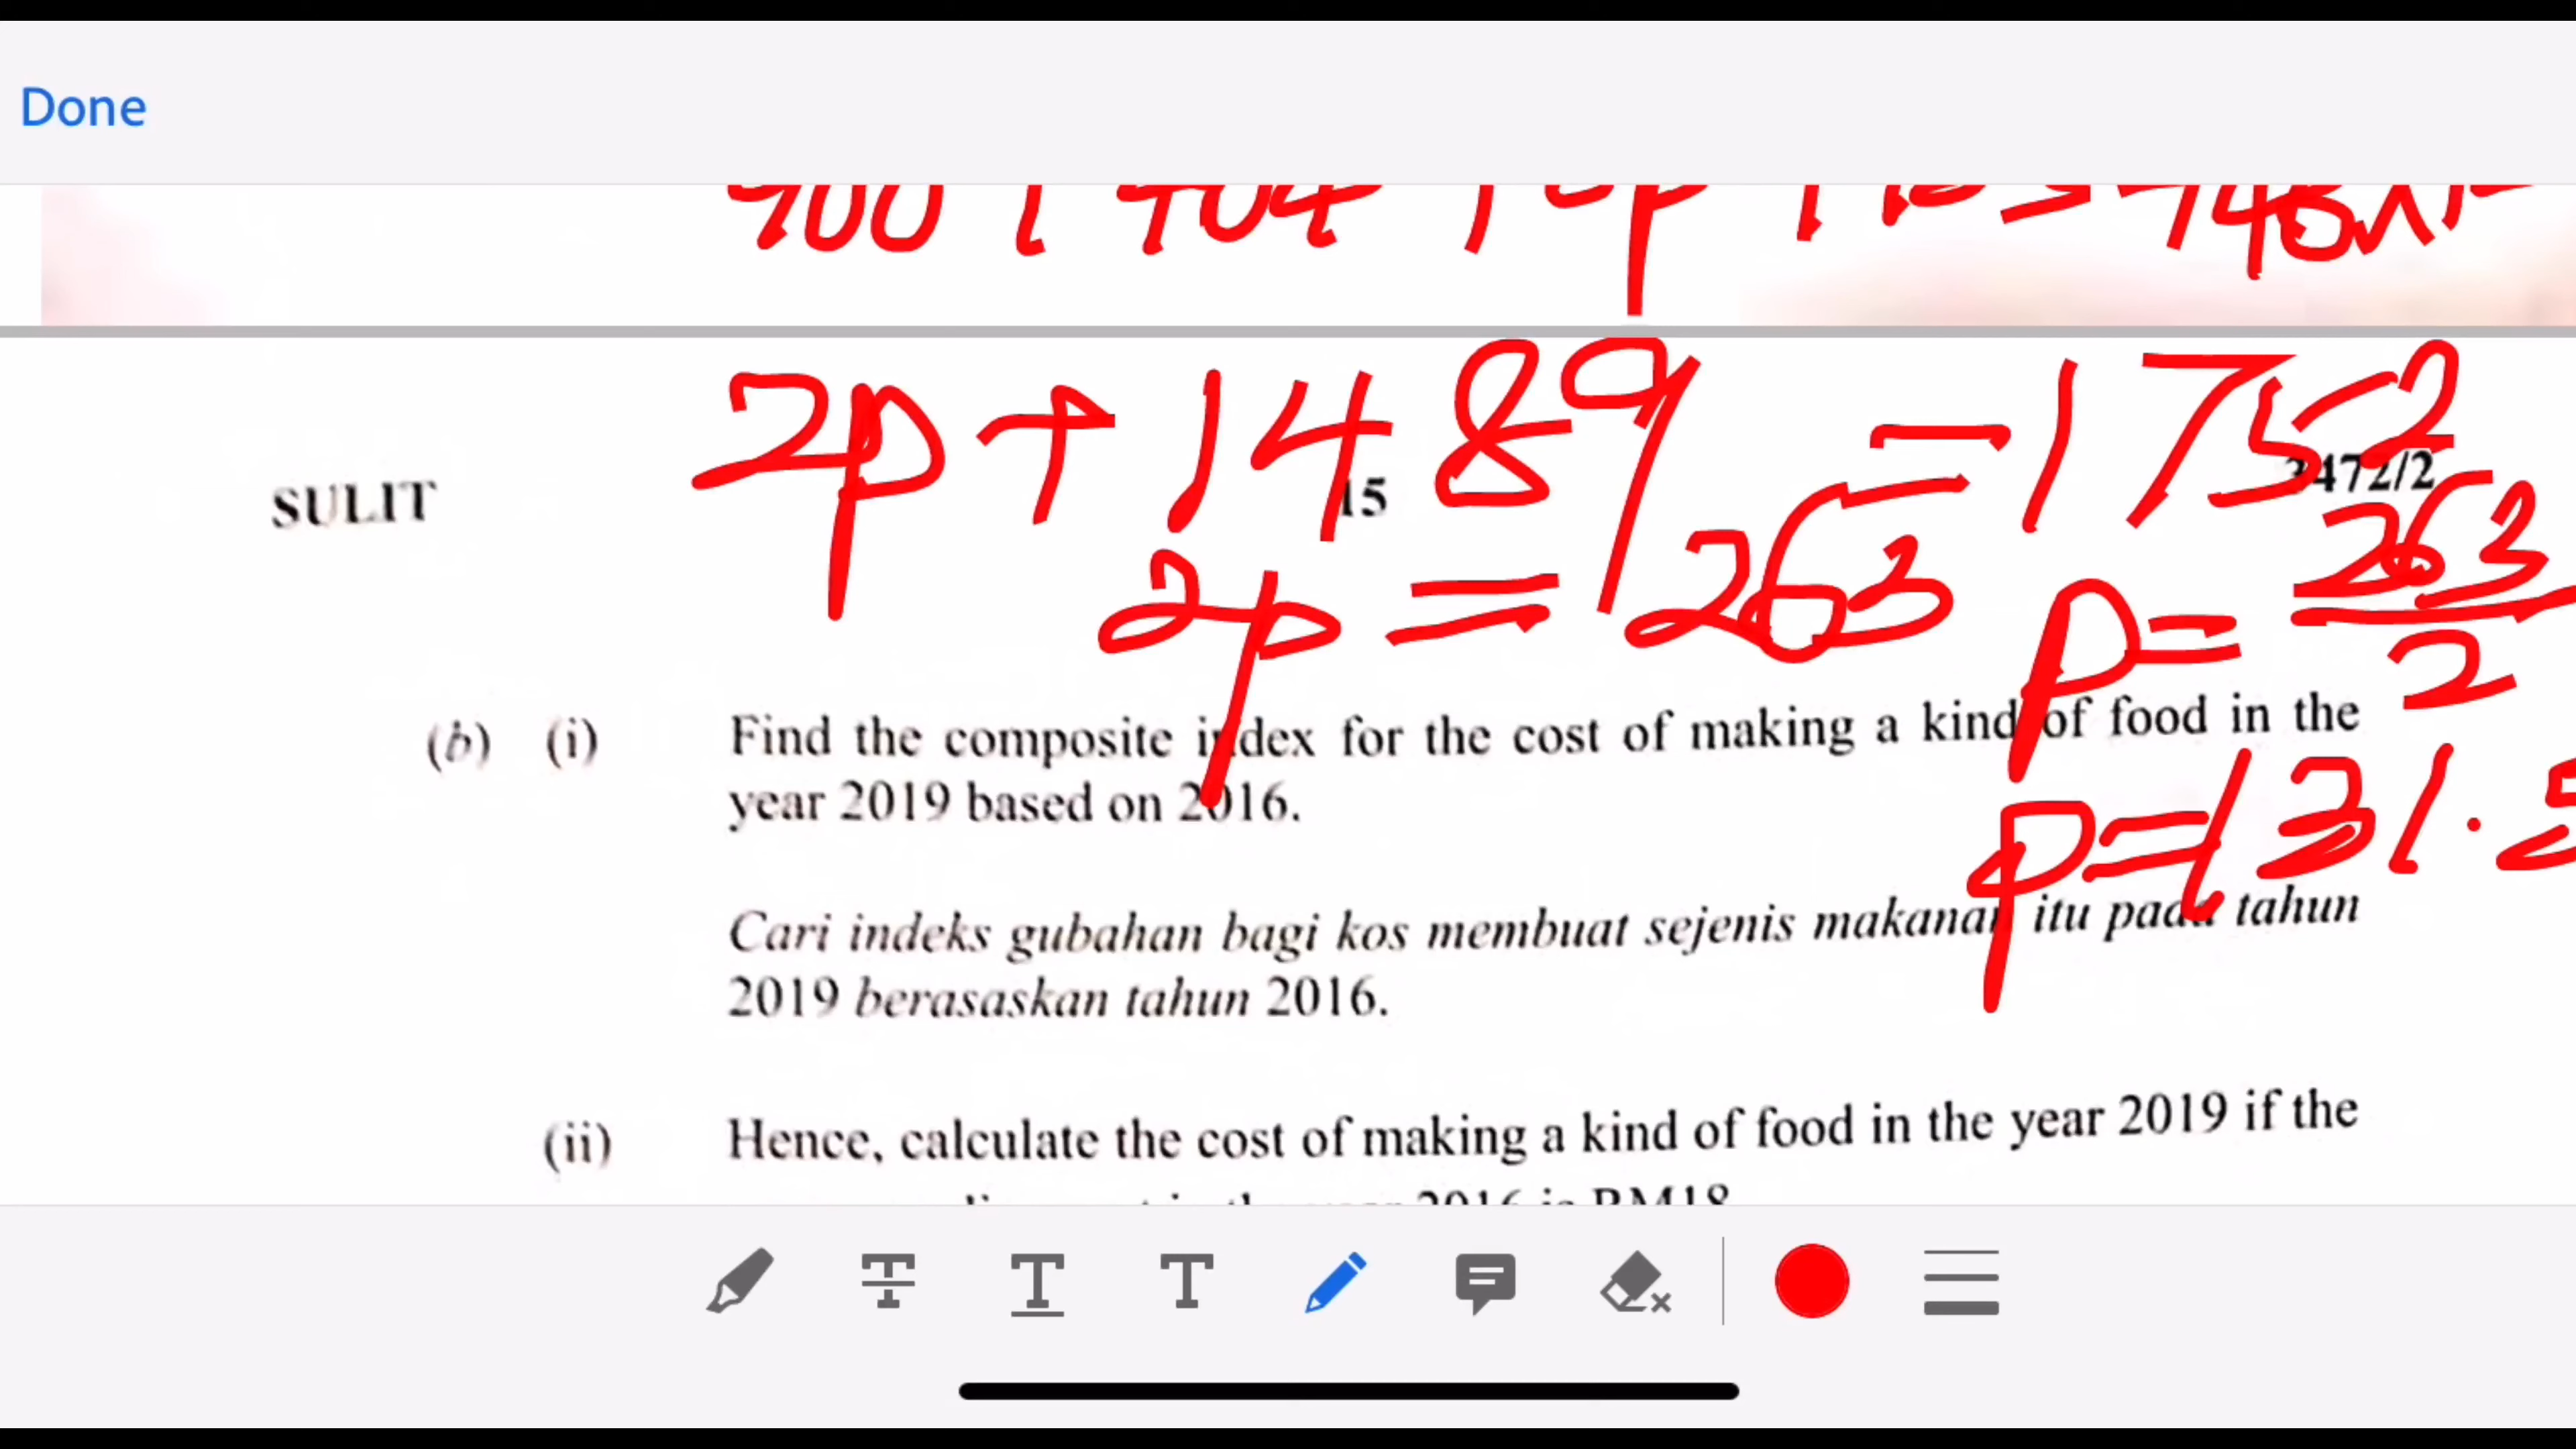 Done
2p + 1489 = 1752
SULIT
15
3472/2
2p = 263
p = 263
2
p = 131.5
(b) (i) Find the composite index for the cost of making a kind of food in the
year 2019 based on 2016.
Cari indeks gubahan bagi kos membuat sejenis makanan itu pada tahun
2019 berasaskan tahun 2016.
(ii) Hence, calculate the cost of making a kind of food in the year 2019 if the
2016 is RM18